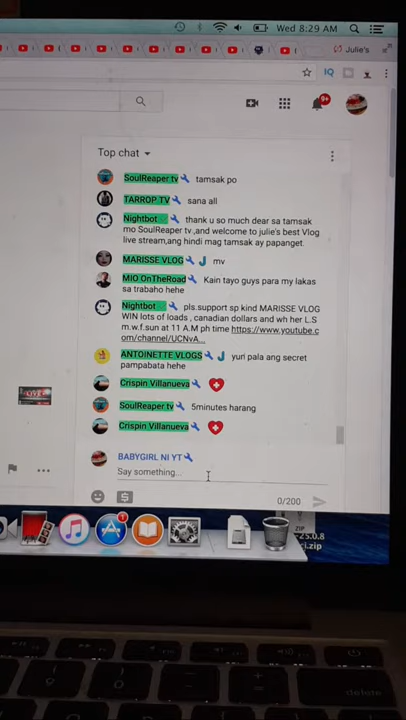 Wed 8:29 AM
Julie's
IQ
9+
Top chat
SoulReaper tv tamsak po
TARROP TV sana all
Nightbot thank u so much dear sa tamsak
mo SoulReaper tv ,and welcome to julie's best Vlog
live stream,ang hindi mag tamsak ay papanget.
MARISSE VLOG mv
MIO OnTheRoad Kain tayo guys para my lakas
sa trabaho hehe
Nightbot pls.support sp kind MARISSE VLOG
WIN lots of loads , canadian dollars and wh her L.S
m.w.f.sun at 11 A.M ph time https://www.youtube.c
om/channel/UCNvA...
ANTOINETTE VLOGS yuri pala ang secret
pampabata hehe
Crispin Villanueva
SoulReaper tv 5minutes harang
Crispin Villanueva
BABYGIRL NI YT
Say something...
0/200
1
delete